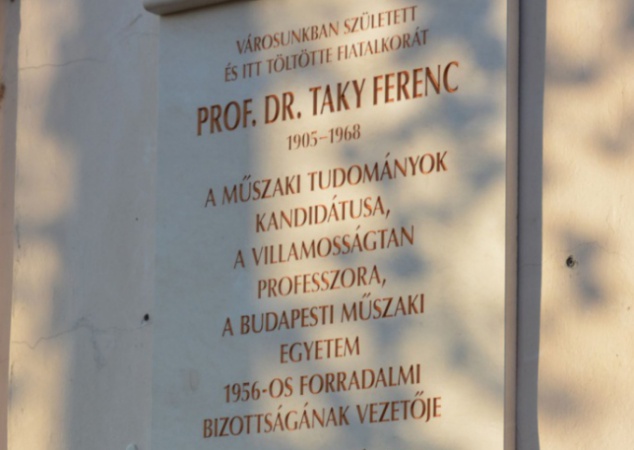 VÁROSUNKBAN SZÜLETETT
ÉS ITT TÖLTÖTTE FIATALKORÁT
PROF. DR. TAKY FERENC
1905–1968
A MŰSZAKI TUDOMÁNYOK
KANDIDÁTUSA,
A VILLAMOSSÁGTAN
PROFESSZORA,
A BUDAPESTI MŰSZAKI
EGYETEM
1956-OS FORRADALMI
BIZOTTSÁGÁNAK VEZETŐJE